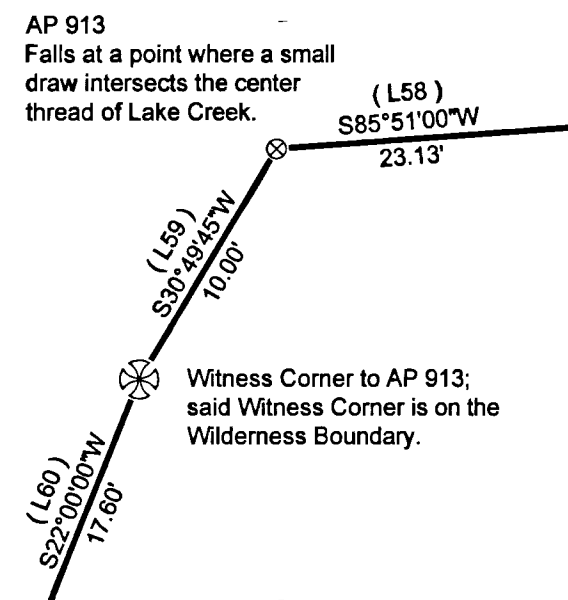 AP 913
Falls at a point where a small
draw intersects the center
thread of Lake Creek.
( L58 )
S85°51'00"W
23.13'
( L59 )
S30°49'45"W
10.00'
Witness Corner to AP 913;
said Witness Corner is on the
Wilderness Boundary.
( L60 )
S22°00'00"W
17.60'